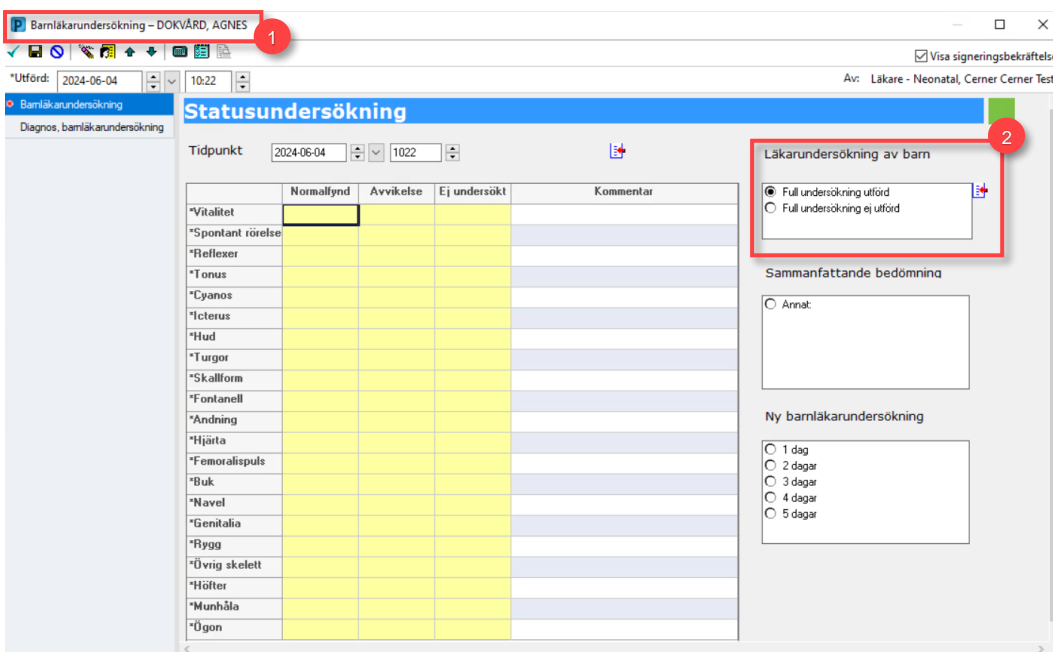 Barnläkarundersökning – DOKVÅRD, AGNES
1
Visa signeringsbekräftelse
*Utförd: 2024-06-04 10:22 Av: Läkare - Neonatal, Cerner Cerner Test
Barnläkarundersökning
Diagnos, barnläkarundersökning
Statusundersökning
2
Tidpunkt 2024-06-04 1022
Normalfynd Avvikelse Ej undersökt Kommentar
*Vitalitet
*Spontant rörelse
*Reflexer
*Tonus
*Cyanos
*Icterus
*Hud
*Turgor
*Skallform
*Fontanell
*Andning
*Hjärta
*Femoralispuls
*Buk
*Navel
*Genitalia
*Rygg
*Övrig skelett
*Höfter
*Munhåla
*Ögon
Läkarundersökning av barn
Full undersökning utförd
Full undersökning ej utförd
Sammanfattande bedömning
Annat:
Ny barnläkarundersökning
1 dag
2 dagar
3 dagar
4 dagar
5 dagar